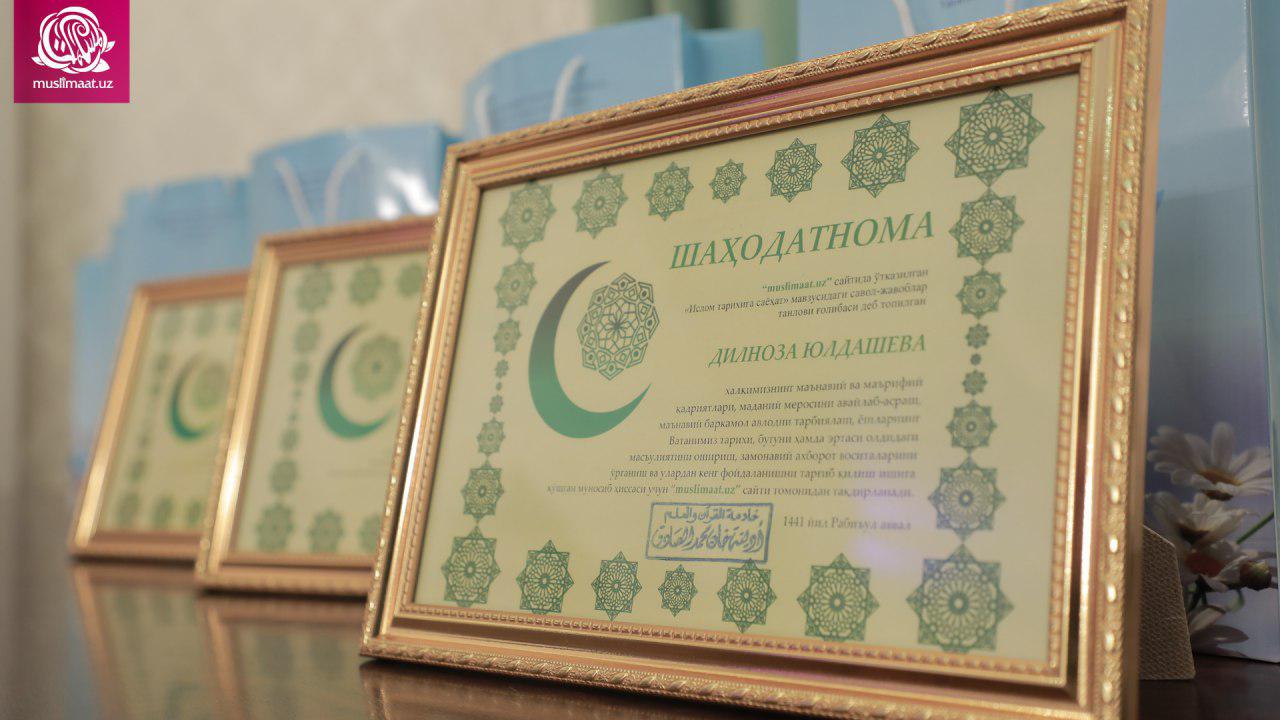 muslimaat.uz
ШАҲОДАТНОМА
“muslimaat.uz” сайтида ўтказилган
«Ислом тарихига саёҳат» мавзусидаги савол-жавоблар
танлови ғолибаси деб топилган
ДИЛНОЗА ЮЛДАШЕВА
халқимизнинг маънавий ва маърифий
қадриятлари, маданий меросини авайлаб-асраш,
маънавий баркамол авлодни тарбиялаш, ёшларнинг
Ватанимиз тарихи, бугуни ҳамда эртаси олдидаги
масъулиятини ошириш, замонавий ахборот воситаларини
ўрганиш ва улардан кенг фойдаланишни тарғиб қилиш ишига
қўшган муносиб ҳиссаси учун “muslimaat.uz” сайти томонидан тақдирланади.
1441 йил Рабиъул аввал
خادمة القرآن والعلم